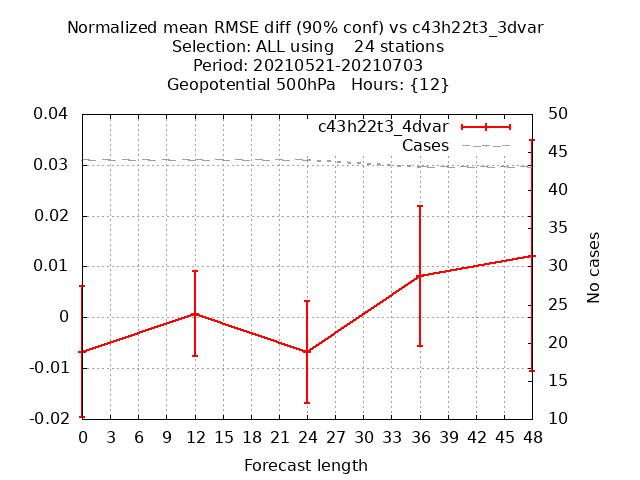 Normalized mean RMSE diff (90% conf) vs c43h22t3_3dvar
Selection: ALL using    24 stations
Period: 20210521-20210703
Geopotential 500hPa   Hours: {12}
c43h22t3_4dvar
Cases
0.04
0.03
0.02
0.01
0
-0.01
-0.02
50
45
40
35
30
25
20
15
10
No cases
0 3 6 9 12 15 18 21 24 27 30 33 36 39 42 45 48
Forecast length